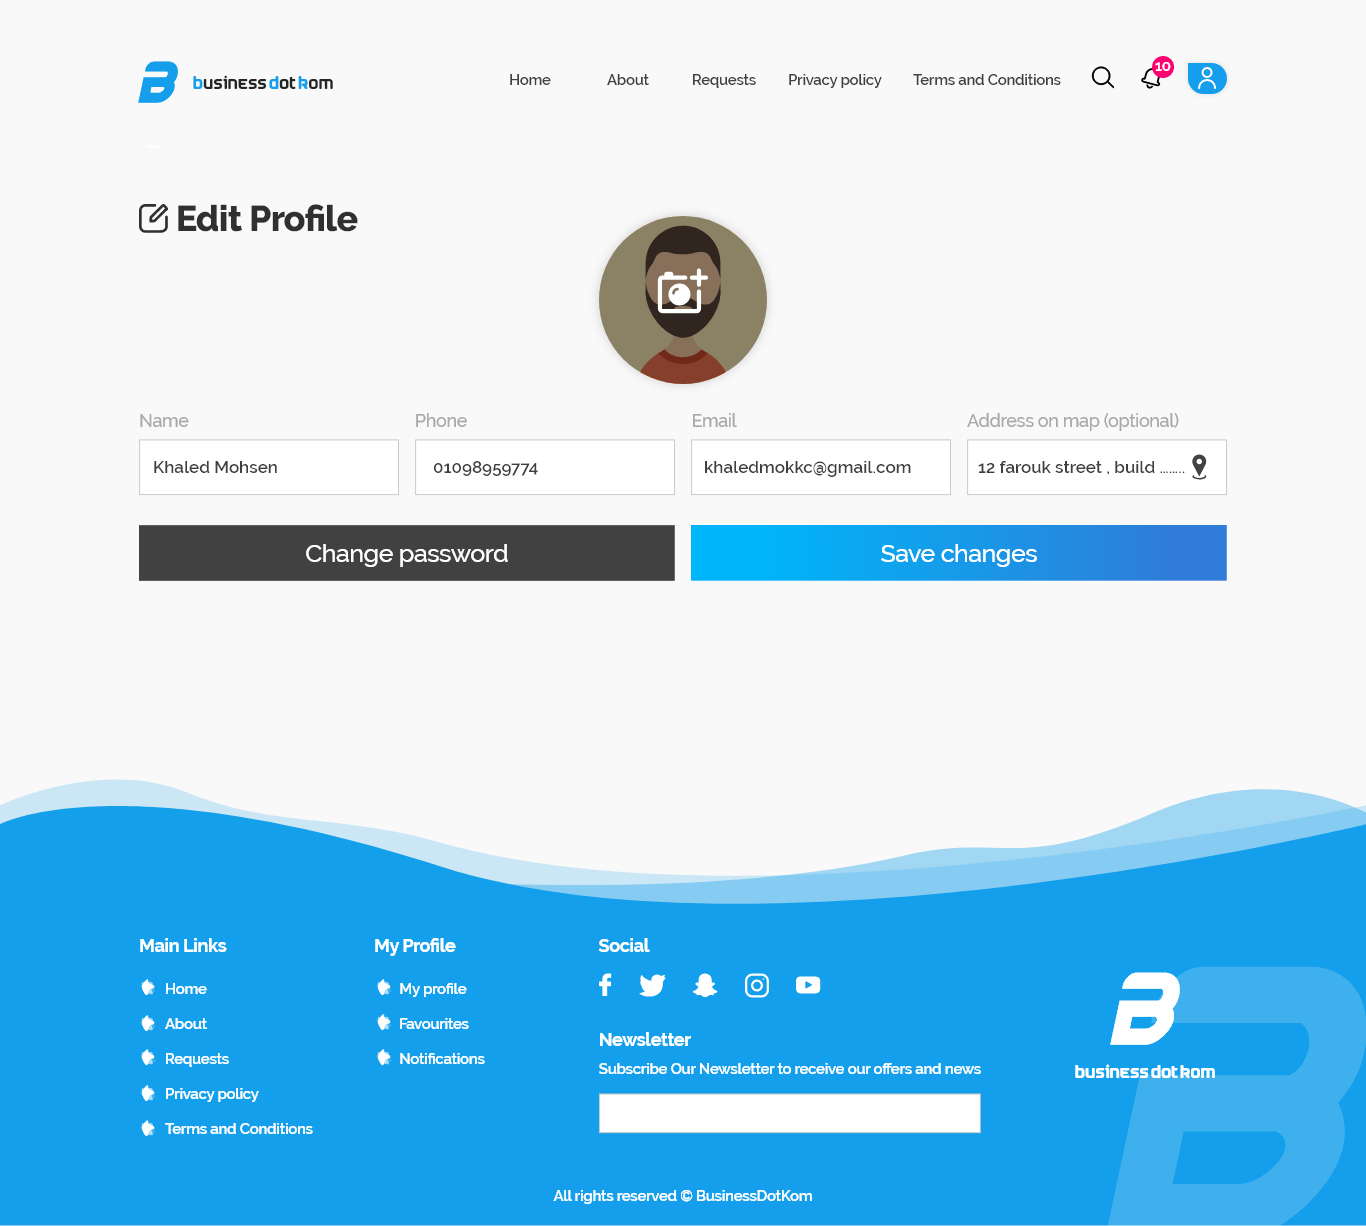 business dot kom
Home About Requests Privacy policy Terms and Conditions
10
Edit Profile
Name Phone Email Address on map (optional)
Khaled Mohsen 01098959774 khaledmokkc@gmail.com 12 farouk street , build ........
Change password Save changes
Main Links My Profile Social
Home My profile
About Favourites
Requests Notifications
Privacy policy
Terms and Conditions
Newsletter
Subscribe Our Newsletter to receive our offers and news
business dot kom
All rights reserved © BusinessDotKom